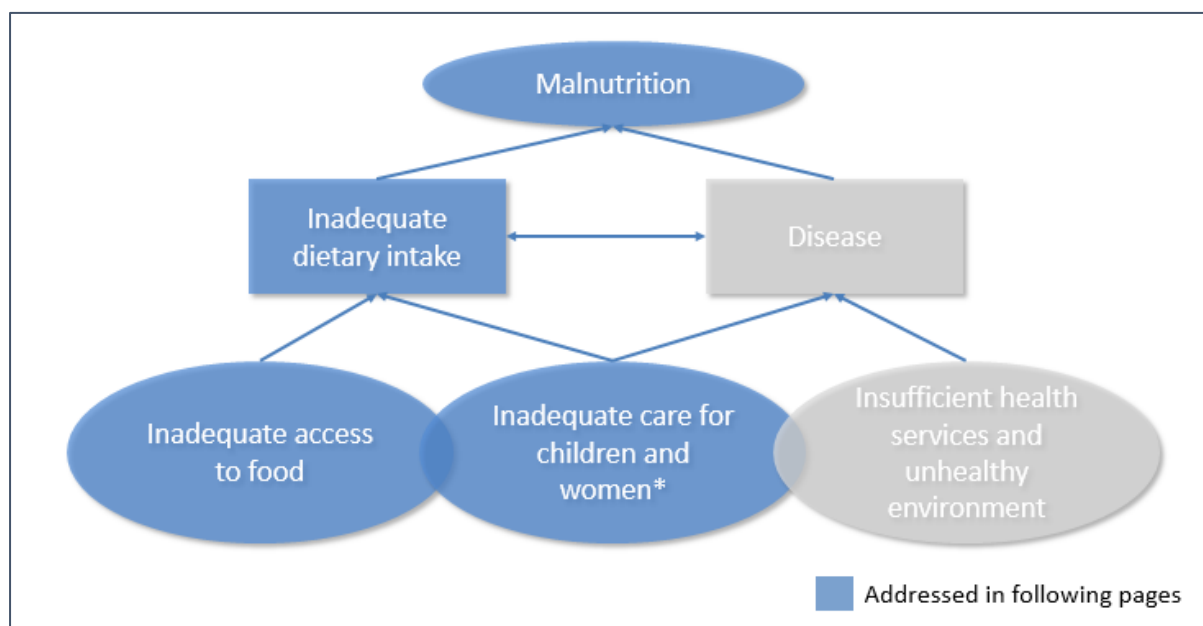 Malnutrition
Inadequate
dietary intake
Disease
Inadequate access
to food
Inadequate care for
children and
women*
Insufficient health
services and
unhealthy
environment
Addressed in following pages